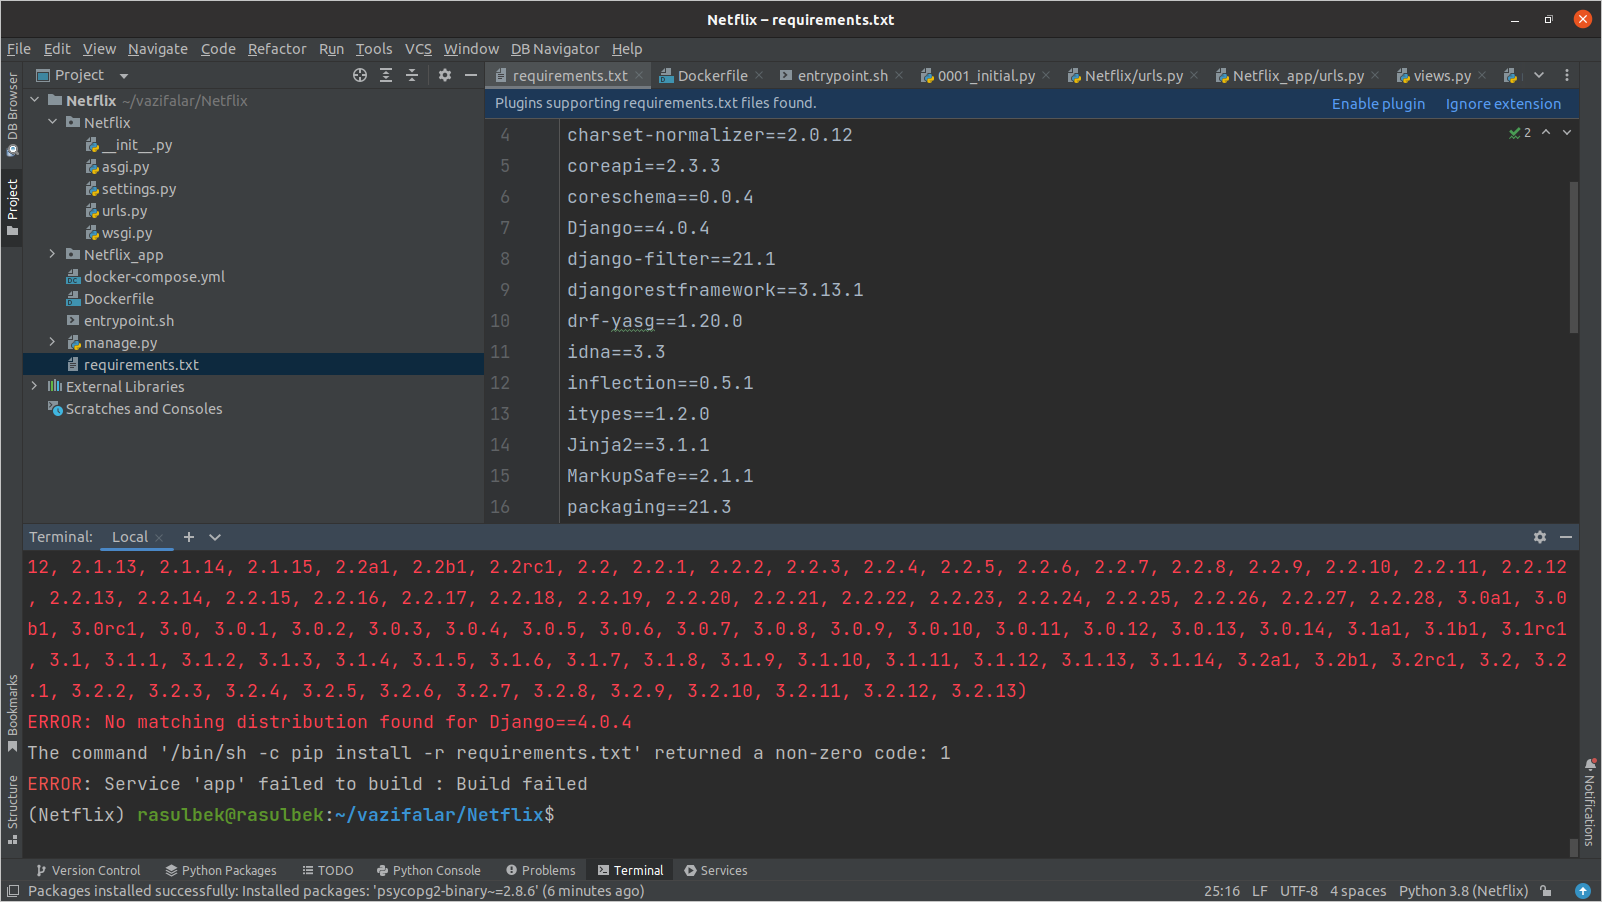 Netflix – requirements.txt
File Edit View Navigate Code Refactor Run Tools VCS Window DB Navigator Help
Project
requirements.txt Dockerfile entrypoint.sh 0001_initial.py Netflix/urls.py Netflix_app/urls.py views.py
DB Browser
Project
Bookmarks
Structure
Netflix ~/vazifalar/Netflix
Netflix
__init__.py
asgi.py
settings.py
urls.py
wsgi.py
Netflix_app
docker-compose.yml
Dockerfile
entrypoint.sh
manage.py
requirements.txt
External Libraries
Scratches and Consoles
Plugins supporting requirements.txt files found. Enable plugin Ignore extension
2
4 charset-normalizer==2.0.12
5 coreapi==2.3.3
6 coreschema==0.0.4
7 Django==4.0.4
8 django-filter==21.1
9 djangorestframework==3.13.1
10 drf-yasg==1.20.0
11 idna==3.3
12 inflection==0.5.1
13 itypes==1.2.0
14 Jinja2==3.1.1
15 MarkupSafe==2.1.1
16 packaging==21.3
Terminal: Local
12, 2.1.13, 2.1.14, 2.1.15, 2.2a1, 2.2b1, 2.2rc1, 2.2, 2.2.1, 2.2.2, 2.2.3, 2.2.4, 2.2.5, 2.2.6, 2.2.7, 2.2.8, 2.2.9, 2.2.10, 2.2.11, 2.2.12
, 2.2.13, 2.2.14, 2.2.15, 2.2.16, 2.2.17, 2.2.18, 2.2.19, 2.2.20, 2.2.21, 2.2.22, 2.2.23, 2.2.24, 2.2.25, 2.2.26, 2.2.27, 2.2.28, 3.0a1, 3.0
b1, 3.0rc1, 3.0, 3.0.1, 3.0.2, 3.0.3, 3.0.4, 3.0.5, 3.0.6, 3.0.7, 3.0.8, 3.0.9, 3.0.10, 3.0.11, 3.0.12, 3.0.13, 3.0.14, 3.1a1, 3.1b1, 3.1rc1
, 3.1, 3.1.1, 3.1.2, 3.1.3, 3.1.4, 3.1.5, 3.1.6, 3.1.7, 3.1.8, 3.1.9, 3.1.10, 3.1.11, 3.1.12, 3.1.13, 3.1.14, 3.2a1, 3.2b1, 3.2rc1, 3.2, 3.2
.1, 3.2.2, 3.2.3, 3.2.4, 3.2.5, 3.2.6, 3.2.7, 3.2.8, 3.2.9, 3.2.10, 3.2.11, 3.2.12, 3.2.13)
ERROR: No matching distribution found for Django==4.0.4
The command '/bin/sh -c pip install -r requirements.txt' returned a non-zero code: 1
ERROR: Service 'app' failed to build : Build failed
(Netflix) rasulbek@rasulbek:~/vazifalar/Netflix$
Notifications
Version Control Python Packages TODO Python Console Problems Terminal Services
Packages installed successfully: Installed packages: 'psycopg2-binary~=2.8.6' (6 minutes ago) 25:16 LF UTF-8 4 spaces Python 3.8 (Netflix)